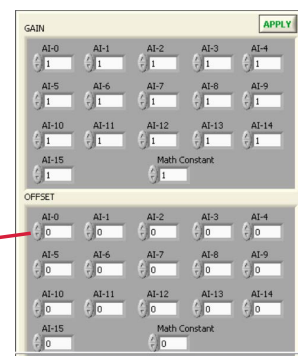 GAIN APPLY
AI-0 AI-1 AI-2 AI-3 AI-4
1 1 1 1 1
AI-5 AI-6 AI-7 AI-8 AI-9
1 1 1 1 1
AI-10 AI-11 AI-12 AI-13 AI-14
1 1 1 1 1
AI-15 Math Constant
1 1
OFFSET
AI-0 AI-1 AI-2 AI-3 AI-4
0 0 0 0 0
AI-5 AI-6 AI-7 AI-8 AI-9
0 0 0 0 0
AI-10 AI-11 AI-12 AI-13 AI-14
0 0 0 0 0
AI-15 Math Constant
0 0